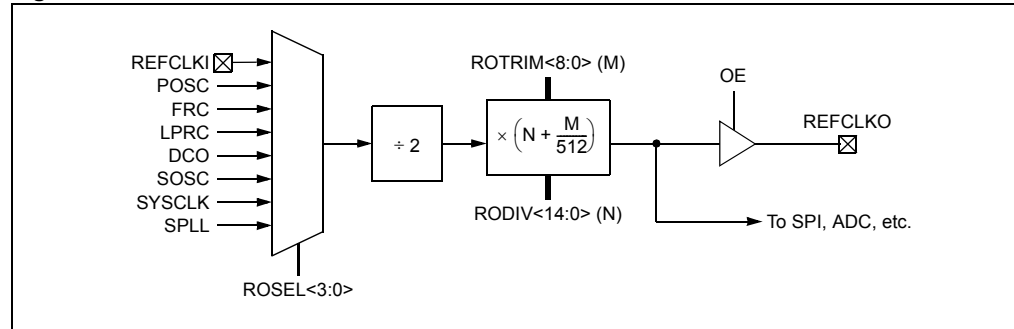 REFCLKI
POSC
FRC
LPRC
DCO
SOSC
SYSCLK
SPLL
ROSEL<3:0>
÷ 2
ROTRIM<8:0> (M)
× (N + M/512)
RODIV<14:0> (N)
OE
REFCLKO
To SPI, ADC, etc.